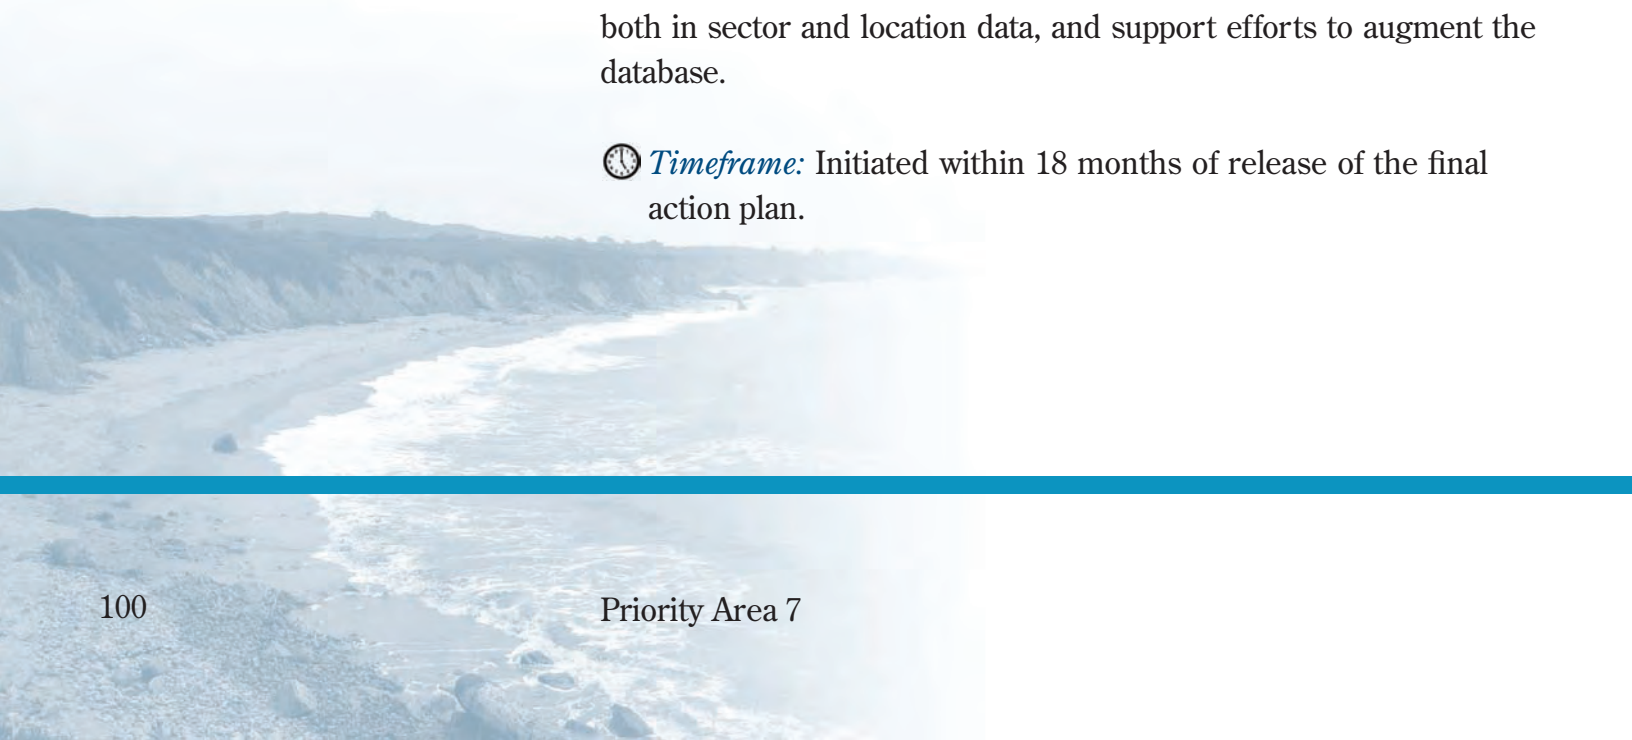 both in sector and location data, and support efforts to augment the
database.
Timeframe: Initiated within 18 months of release of the final
action plan.
100
Priority Area 7